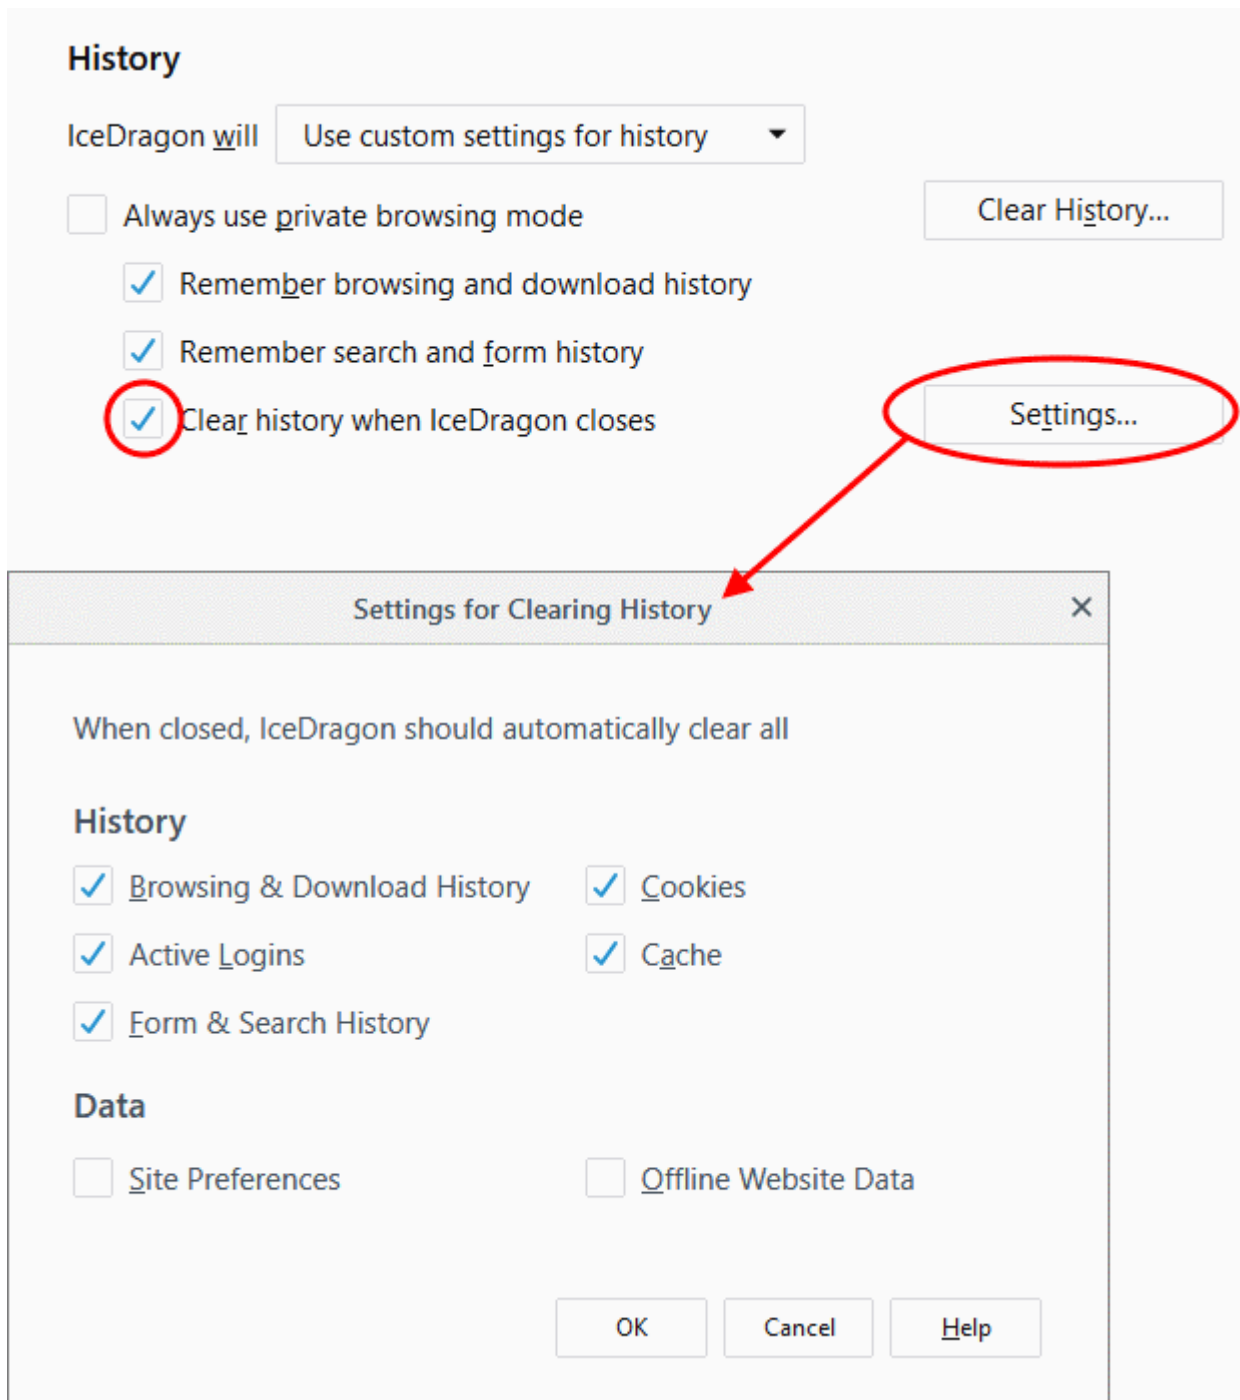 History
IceDragon will Use custom settings for history
Always use private browsing mode Clear History...
Remember browsing and download history
Remember search and form history
Clear history when IceDragon closes Settings...
Settings for Clearing History
When closed, IceDragon should automatically clear all
History
Browsing & Download History Cookies
Active Logins Cache
Form & Search History
Data
Site Preferences Offline Website Data
OK Cancel Help